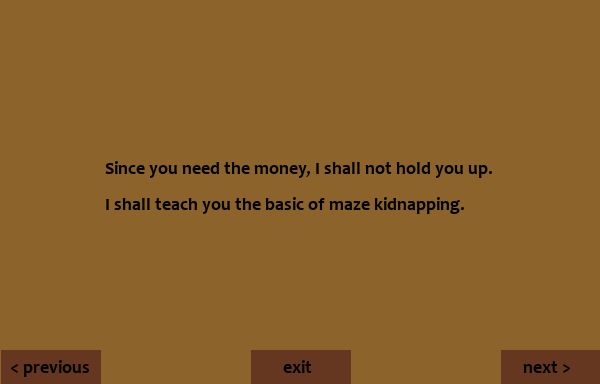 Since you need the money, I shall not hold you up.
I shall teach you the basic of maze kidnapping.
< previous
exit
next >